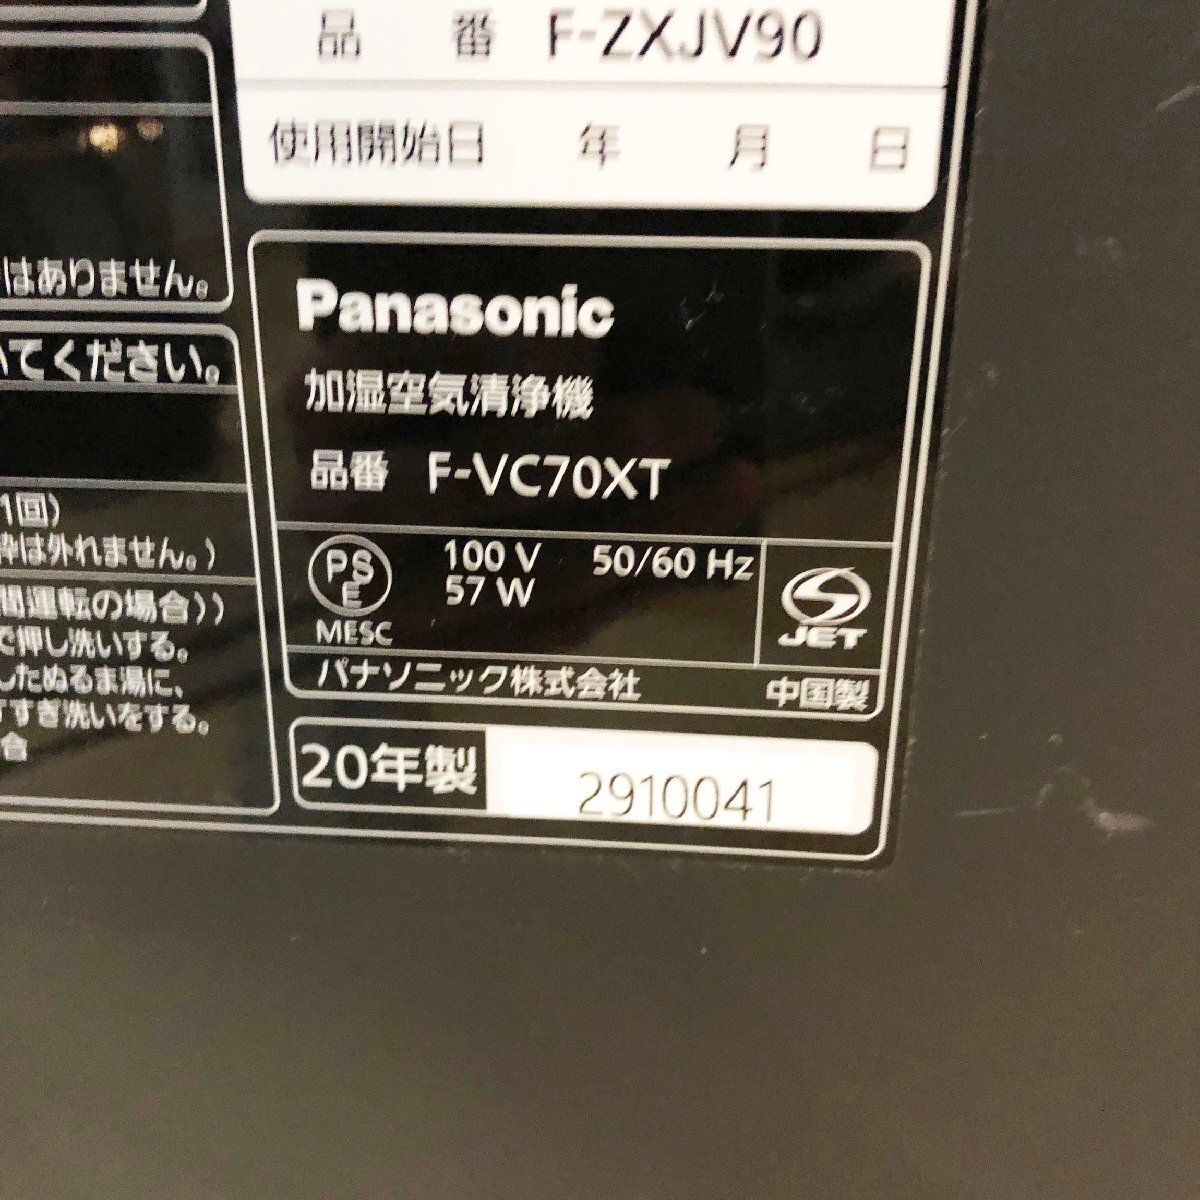 品番 F-ZXJV90
使用開始日 年 月 日
はありません。
てください。
1回)
枠は外れません。)
間運転の場合))
で押し洗いする。
したぬるま湯に、
すすぎ洗いをする。
合
Panasonic
加湿空気清浄機
品番 F-VC70XT
PS
E
MESC
100 V 50/60 Hz
57 W
JET
パナソニック株式会社 中国製
20年製 2910041